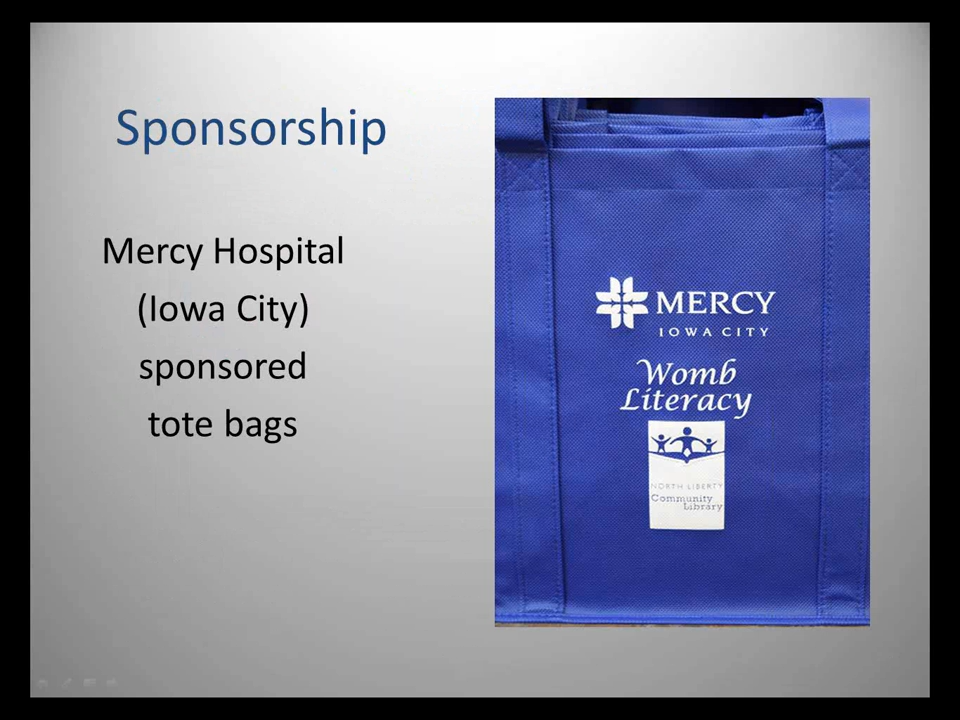 Sponsorship
Mercy Hospital
(Iowa City)
sponsored
tote bags
MERCY
IOWA CITY
Womb
Literacy
NORTH LIBERTY
Community
Library